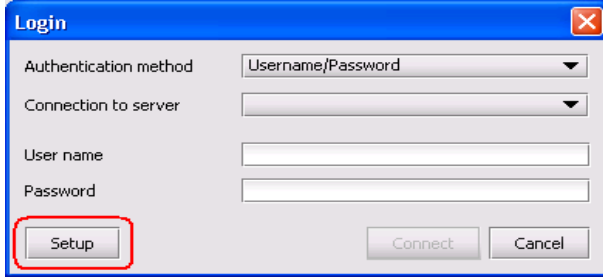 Login
Authentication method Username/Password
Connection to server
User name
Password
Setup Connect Cancel